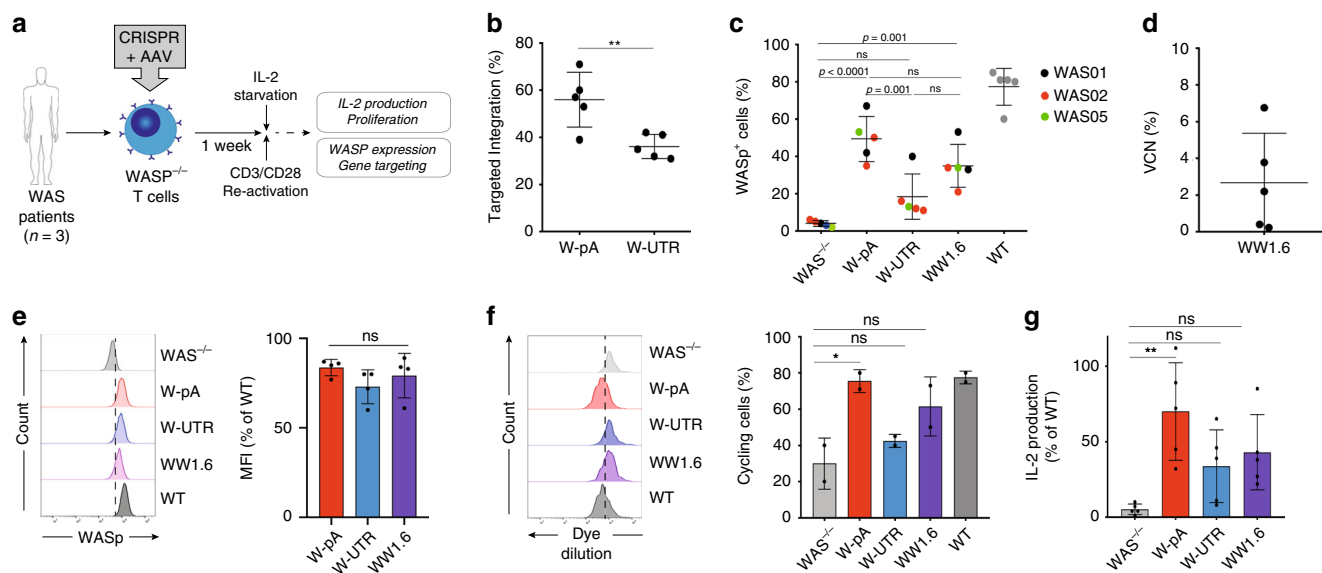 a
CRISPR
+ AAV
WAS
patients
(n = 3)
WASP−/−
T cells
1 week
IL-2
starvation
CD3/CD28
Re-activation
IL-2 production
Proliferation
WASP expression
Gene targeting
b
Targeted Integration (%)
80
60
40
20
0
**
W-pA
W-UTR
c
WASp+ cells (%)
100
80
60
40
20
0
p = 0.001
ns
p < 0.0001
ns
p = 0.001
ns
WAS−/−
W-pA
W-UTR
WW1.6
WT
WAS01
WAS02
WAS05
d
VCN (%)
10
8
6
4
2
0
WW1.6
e
Count
WAS−/−
W-pA
W-UTR
WW1.6
WT
WASp
MFI (% of WT)
100
50
0
ns
W-pA
W-UTR
WW1.6
f
Count
WAS−/−
W-pA
W-UTR
WW1.6
WT
Dye
dilution
Cycling cells (%)
100
80
60
40
20
0
ns
ns
*
WAS−/−
W-pA
W-UTR
WW1.6
WT
g
IL-2 production
(% of WT)
100
50
0
ns
ns
**
WAS−/−
W-pA
W-UTR
WW1.6